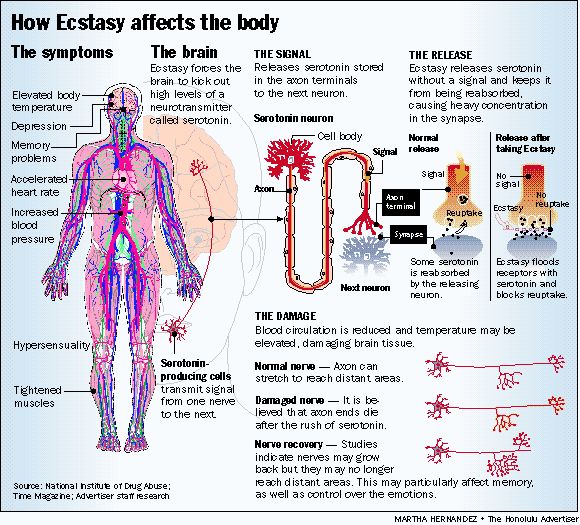 How Ecstasy affects the body
The symptoms
Elevated body
temperature
Depression
Memory
problems
Accelerated
heart rate
Increased
blood
pressure
Hypersensuality
Tightened
muscles
The brain
Ecstasy forces the
brain to kick out
high levels of a
neurotransmitter
called serotonin.
Serotonin-
producing cells
transmit signal
from one nerve
to the next.
THE SIGNAL
Releases serotonin stored
in the axon terminals
to the next neuron.
Serotonin neuron
Cell body
Signal
Axon
Axon
terminal
Synapse
Next neuron
THE RELEASE
Ecstasy releases serotonin
without a signal and keeps it
from being reabsorbed,
causing heavy concentration
in the synapse.
Normal
release
Signal
Reuptake
Some serotonin
is reabsorbed
by the releasing
neuron.
Release after
taking Ecstasy
No
signal
No
reuptake
Ecstasy
Ecstasy floods
receptors with
serotonin and
blocks reuptake.
THE DAMAGE
Blood circulation is reduced and temperature may be
elevated, damaging brain tissue.
Normal nerve — Axon can
stretch to reach distant areas.
Damaged nerve — It is be-
lieved that axon ends die
after the rush of serotonin.
Nerve recovery — Studies
indicate nerves may grow
back but they may no longer
reach distant areas. This may particularly affect memory,
as well as control over the emotions.
Source: National Institute of Drug Abuse;
Time Magazine; Advertiser staff research
MARTHA HERNANDEZ • The Honolulu Advertiser